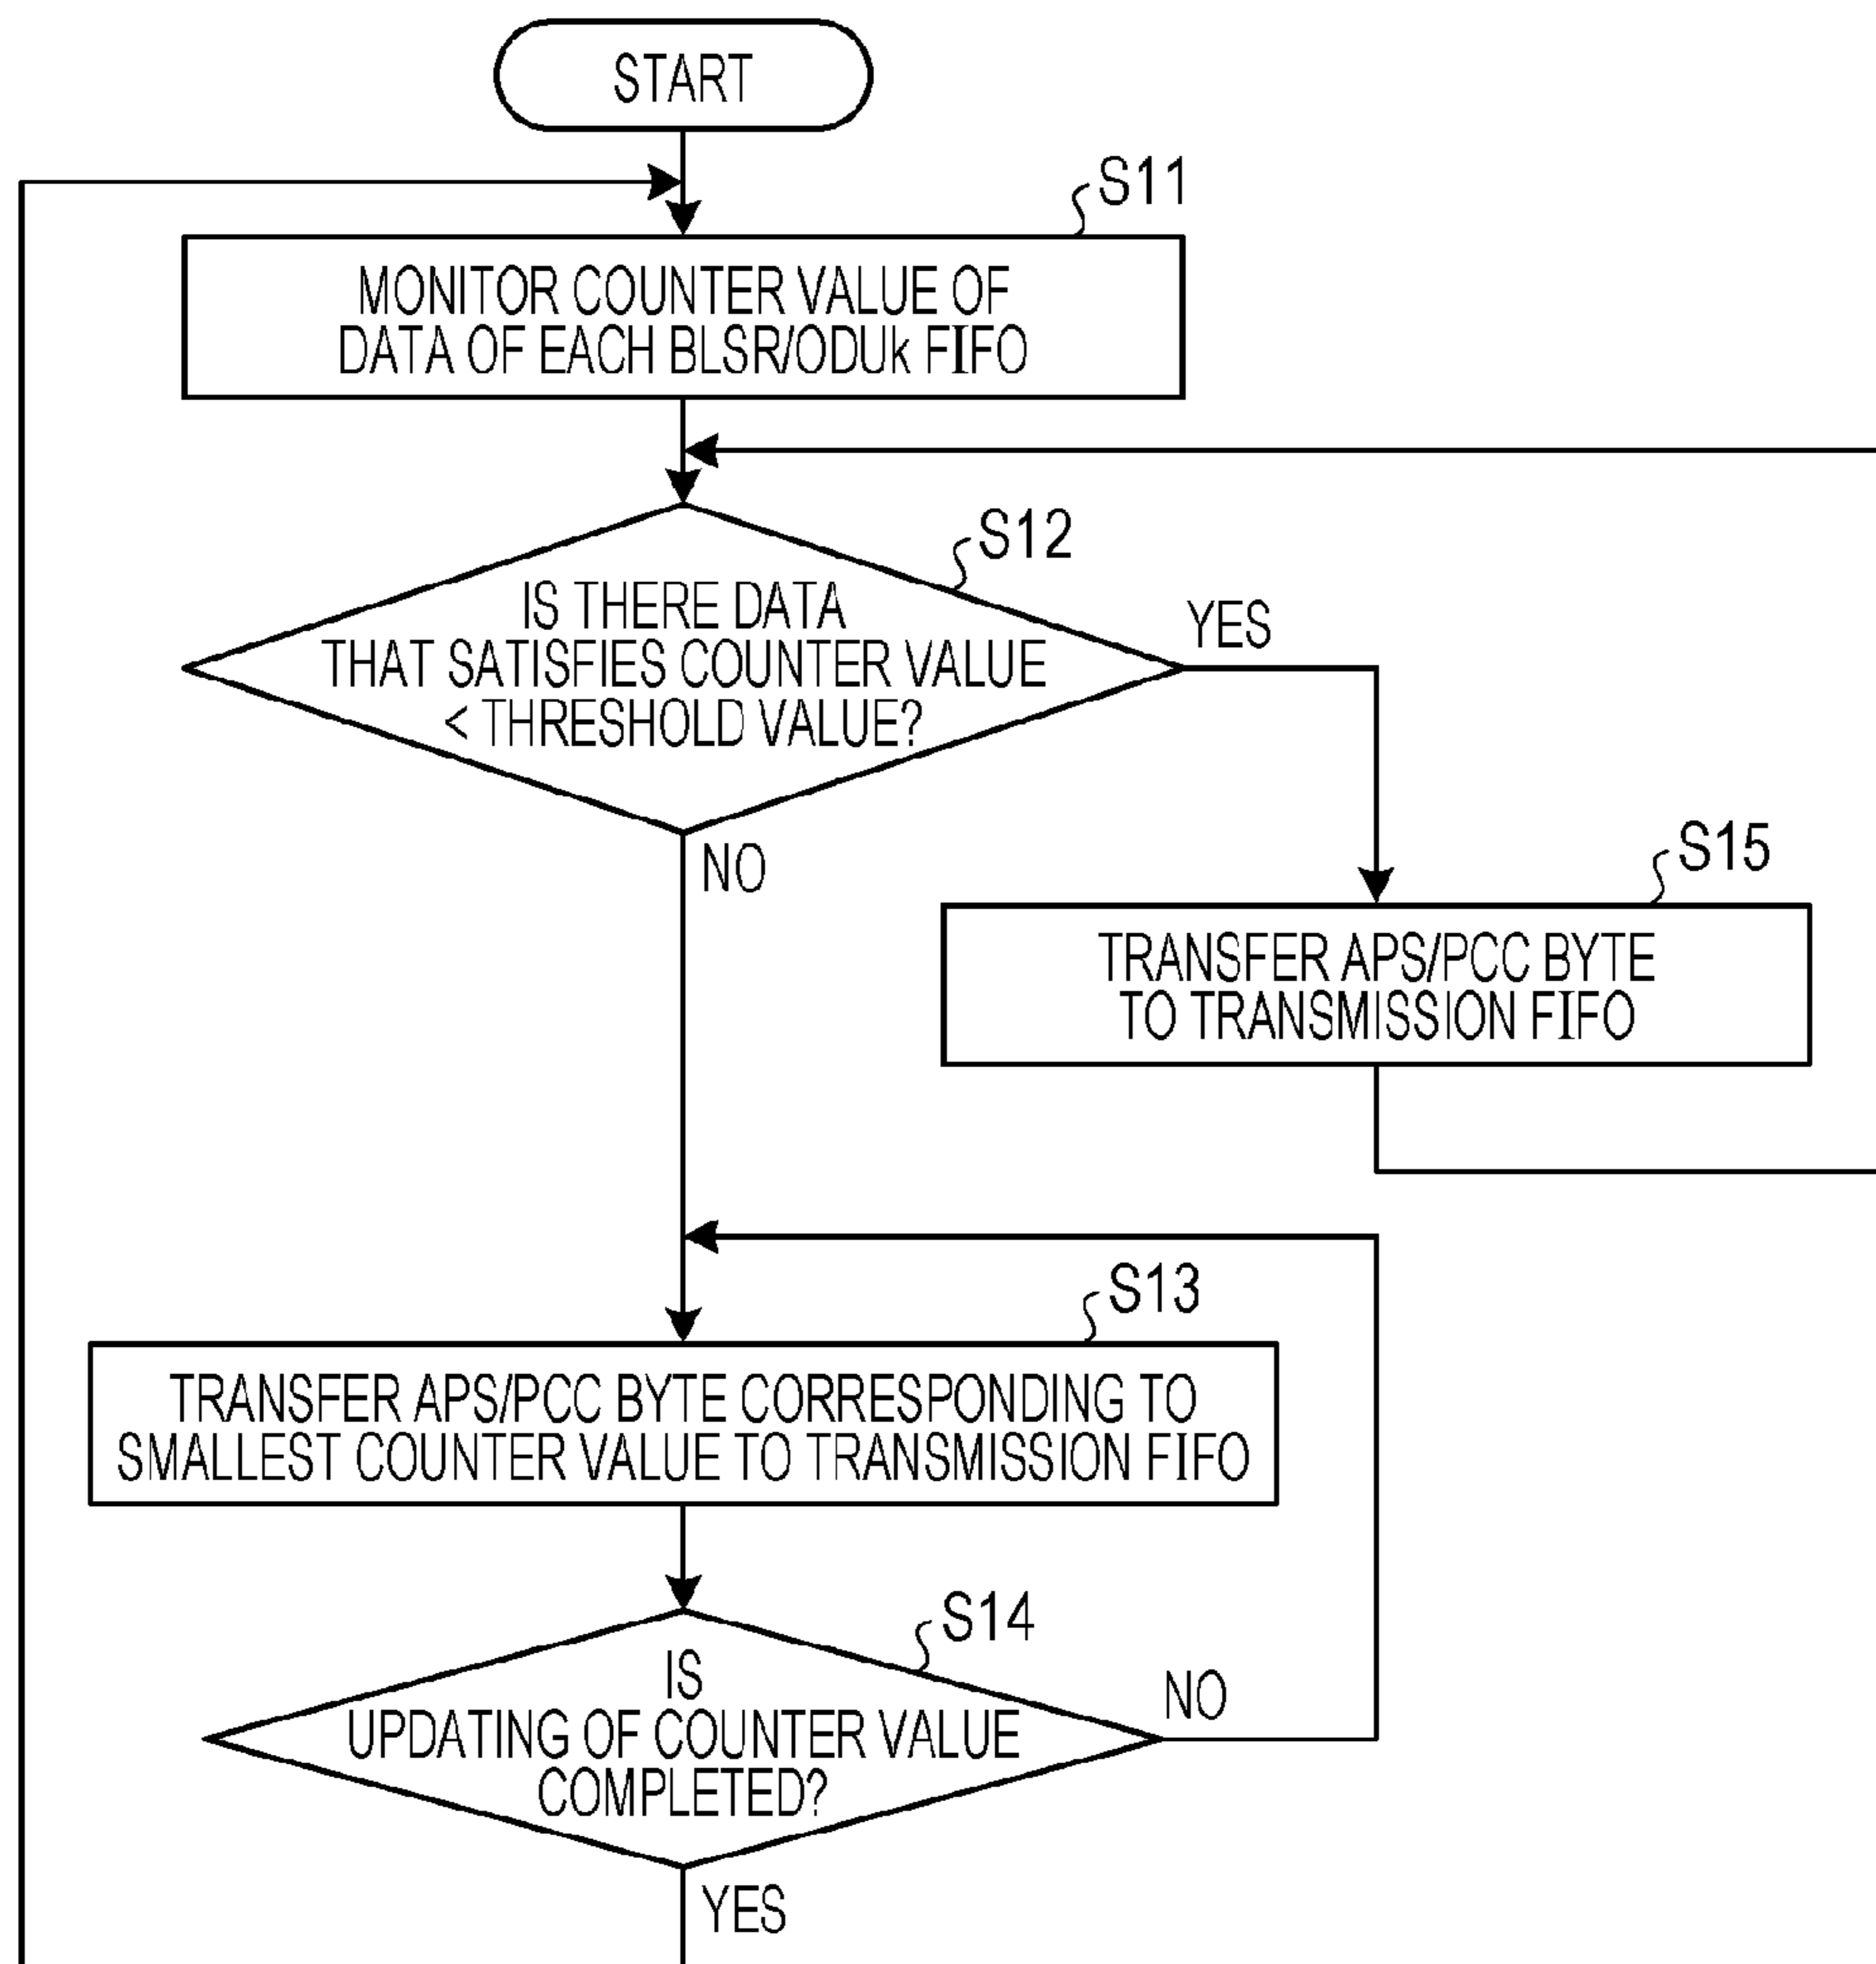 START
S11
MONITOR COUNTER VALUE OF
DATA OF EACH BLSR/ODUk FIFO
S12
IS THERE DATA
THAT SATISFIES COUNTER VALUE
< THRESHOLD VALUE?
YES
NO
S15
TRANSFER APS/PCC BYTE
TO TRANSMISSION FIFO
S13
TRANSFER APS/PCC BYTE CORRESPONDING TO
SMALLEST COUNTER VALUE TO TRANSMISSION FIFO
S14
IS
UPDATING OF COUNTER VALUE
COMPLETED?
NO
YES